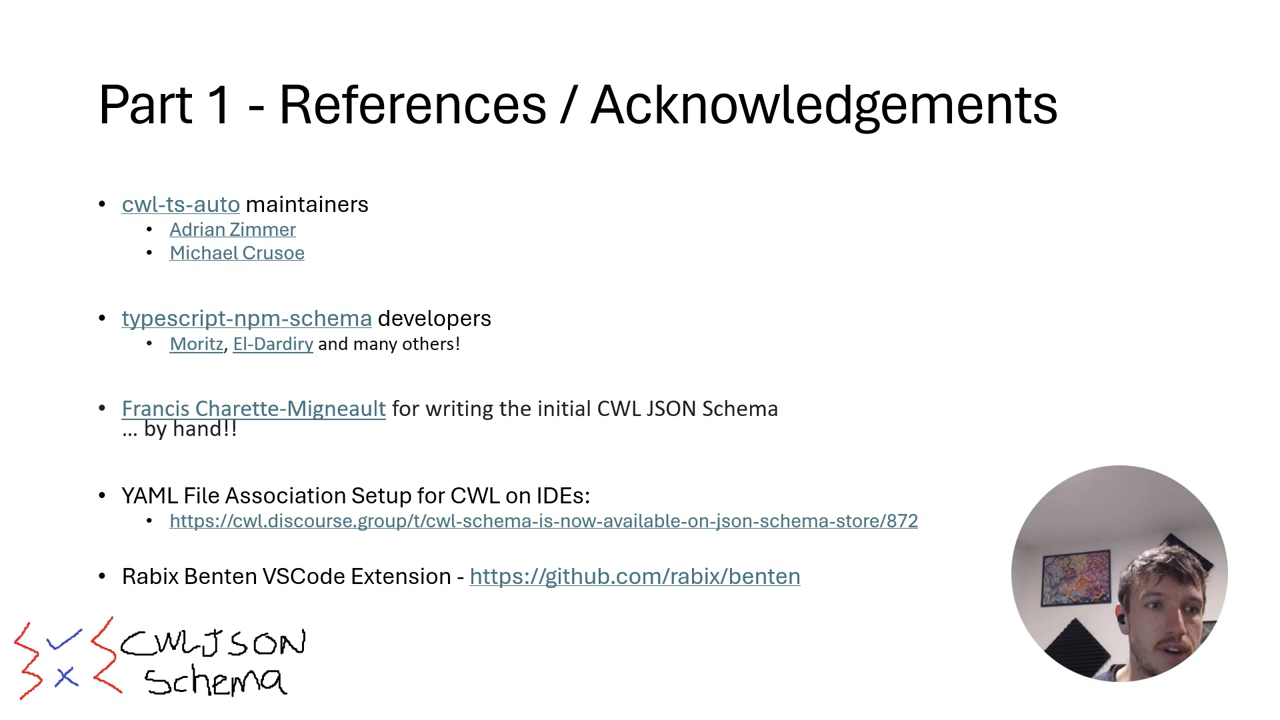 Part 1 - References / Acknowledgements
• cwl-ts-auto maintainers
• Adrian Zimmer
• Michael Crusoe
• typescript-npm-schema developers
• Moritz, El-Dardiry and many others!
• Francis Charette-Migneault for writing the initial CWL JSON Schema
... by hand!!
• YAML File Association Setup for CWL on IDEs:
• https://cwl.discourse.group/t/cwl-schema-is-now-available-on-json-schema-store/872
• Rabix Benten VSCode Extension - https://github.com/rabix/benten
CWL JSON
Schema